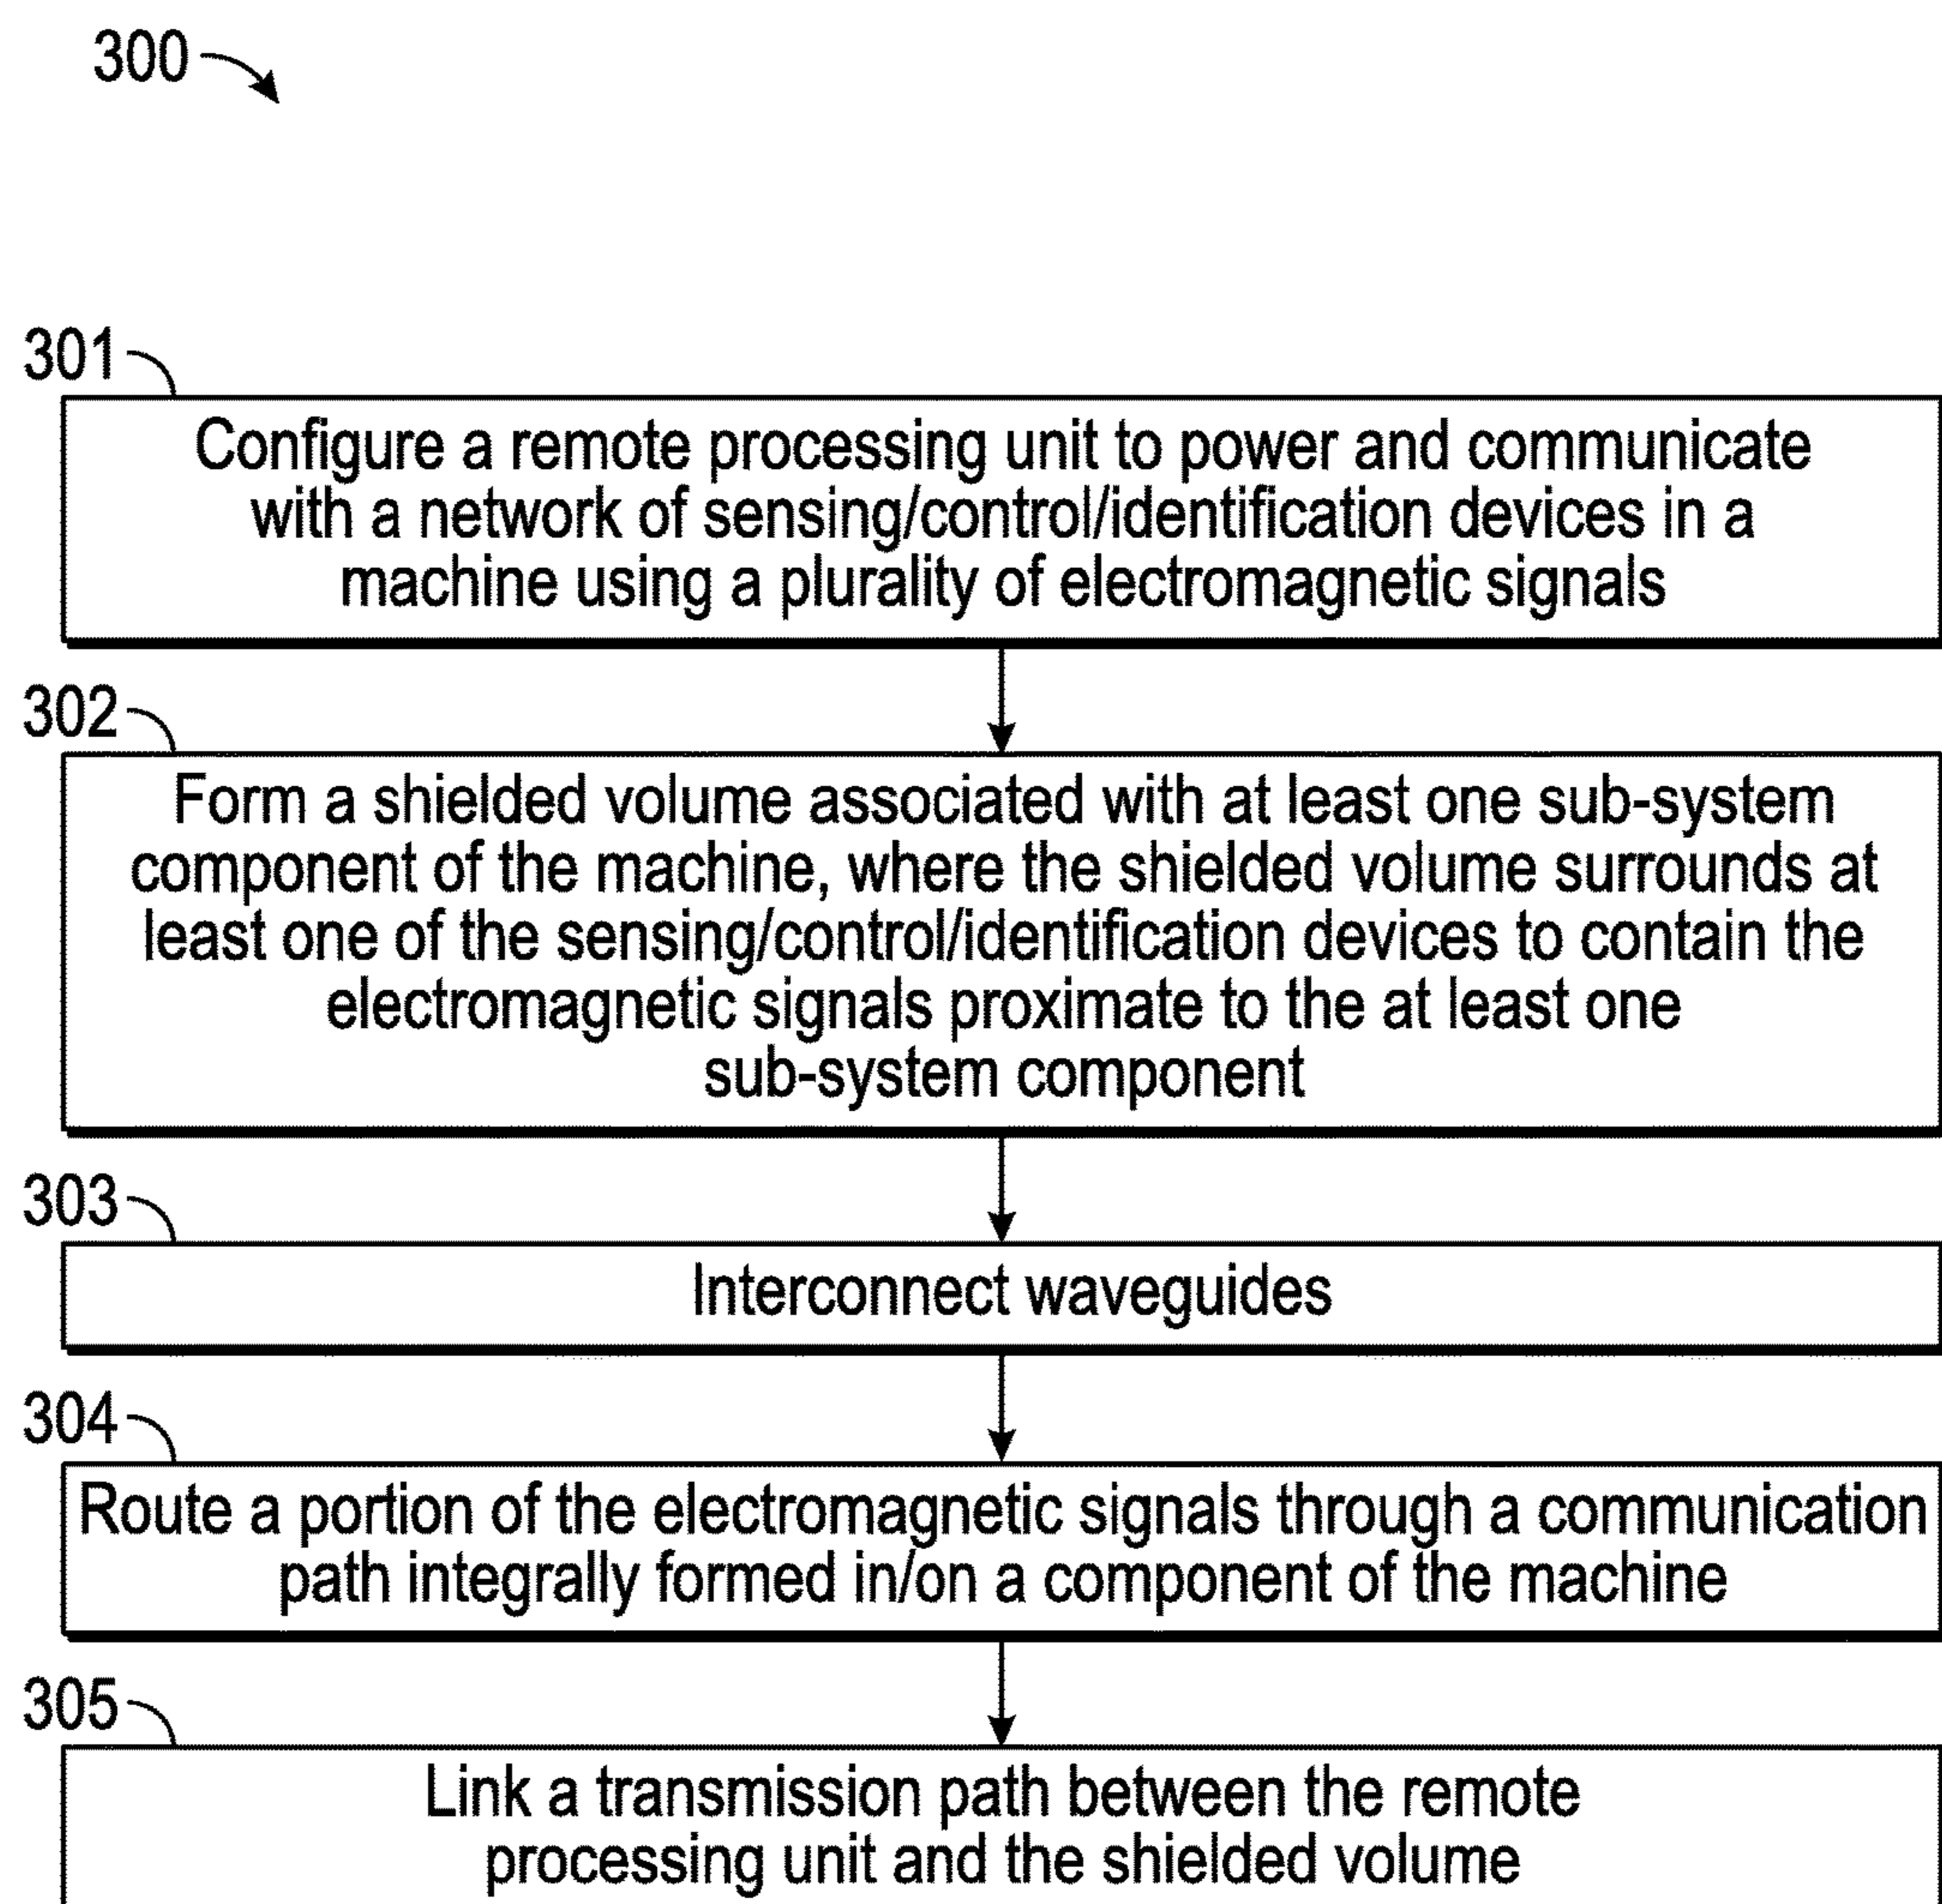 300
301
Configure a remote processing unit to power and communicate
with a network of sensing/control/identification devices in a
machine using a plurality of electromagnetic signals
302
Form a shielded volume associated with at least one sub-system
component of the machine, where the shielded volume surrounds at
least one of the sensing/control/identification devices to contain the
electromagnetic signals proximate to the at least one
sub-system component
303
Interconnect waveguides
304
Route a portion of the electromagnetic signals through a communication
path integrally formed in/on a component of the machine
305
Link a transmission path between the remote
processing unit and the shielded volume